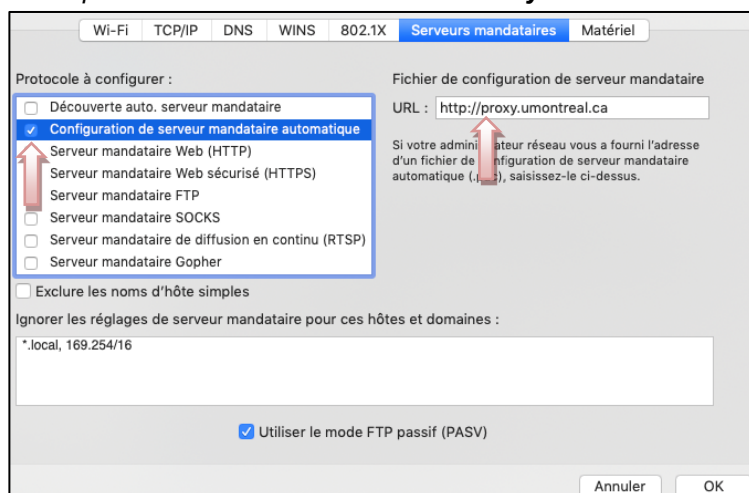 Wi-Fi TCP/IP DNS WINS 802.1X Serveurs mandataires Matériel
Protocole à configurer :
Découverte auto. serveur mandataire
Configuration de serveur mandataire automatique
Serveur mandataire Web (HTTP)
Serveur mandataire Web sécurisé (HTTPS)
Serveur mandataire FTP
Serveur mandataire SOCKS
Serveur mandataire de diffusion en continu (RTSP)
Serveur mandataire Gopher
Exclure les noms d'hôte simples
Fichier de configuration de serveur mandataire
URL : http://proxy.umontreal.ca
Si votre réseau vous a fourni l'adresse
d'un fichier de de serveur mandataire
automatique saisissez-le ci-dessus.
Ignorer les réglages de serveur mandataire pour ces hôtes et domaines :
*.local, 169.254/16
Utiliser le mode FTP passif (PASV)
Annuler OK